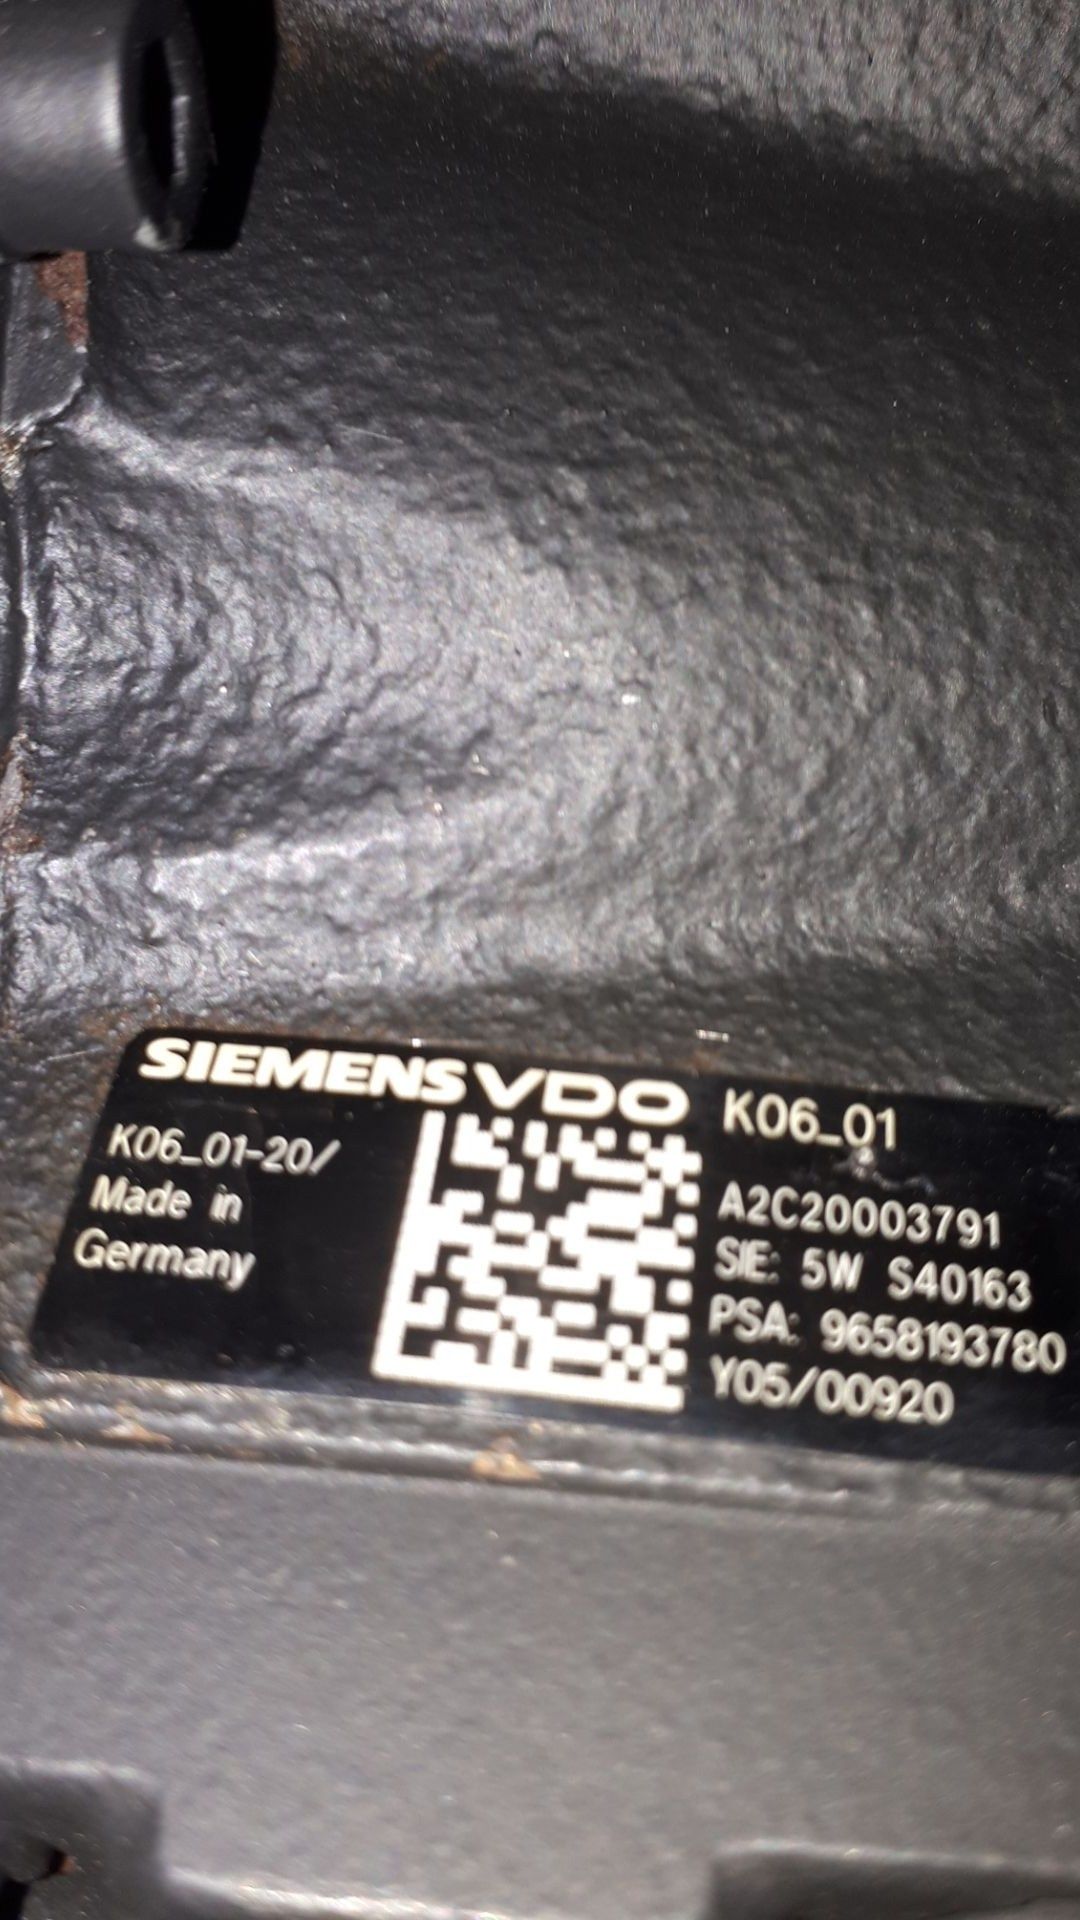 SIEMENS VDO
K06_01
K06_01-20/
Made in
Germany
A2C20003791
SIE: 5W S40163
PSA: 9658193780
Y05/00920